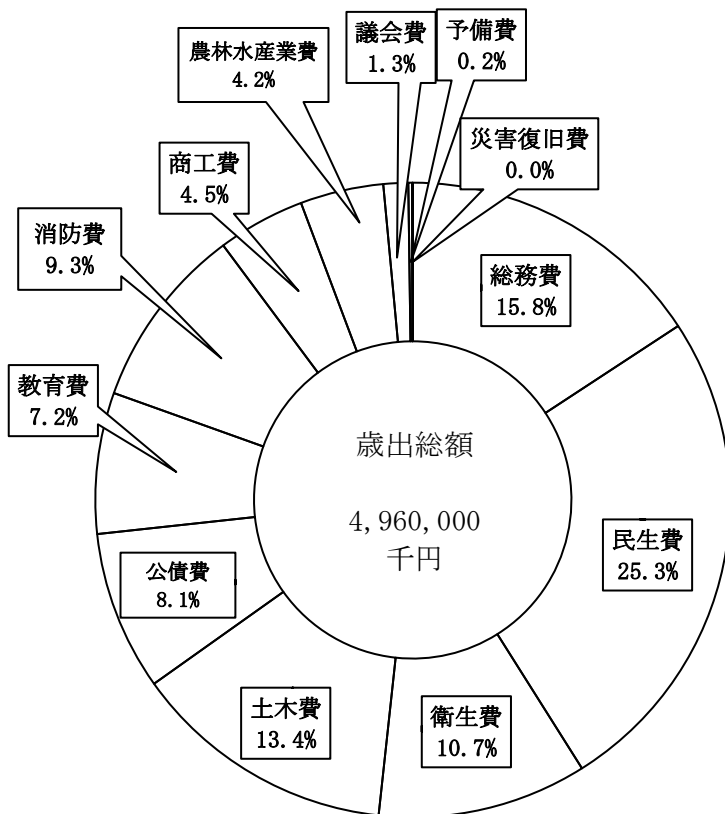 農林水産業費
4.2%
議会費
1.3%
予備費
0.2%
災害復旧費
0.0%
商工費
4.5%
消防費
9.3%
総務費
15.8%
教育費
7.2%
歳出総額
4,960,000
千円
民生費
25.3%
公債費
8.1%
土木費
13.4%
衛生費
10.7%